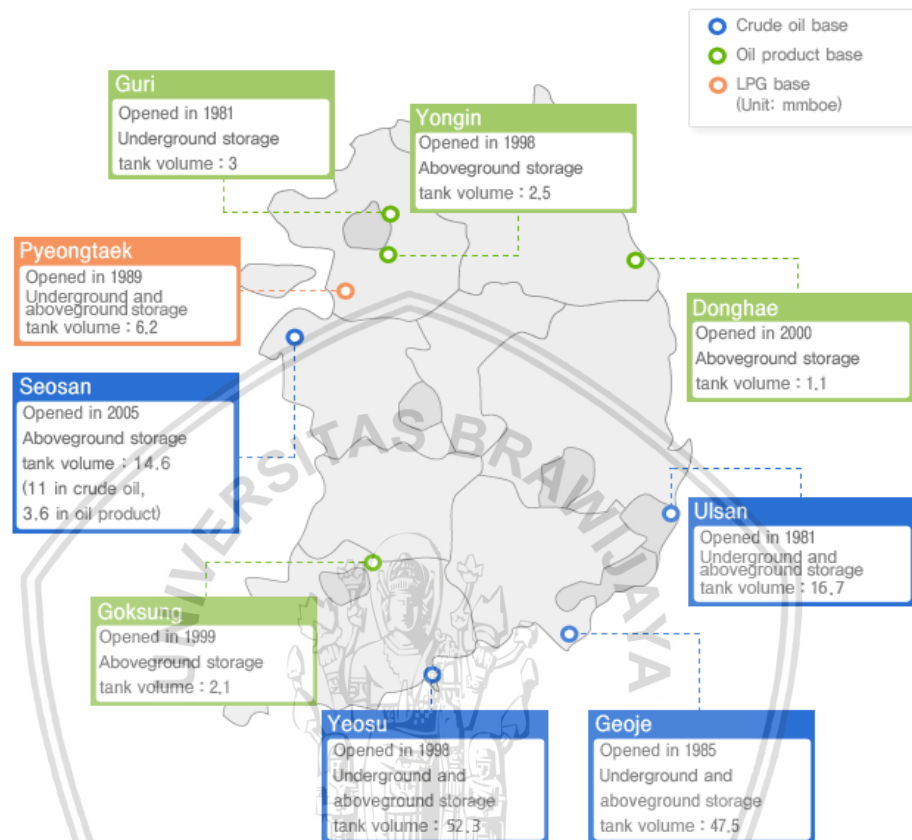 Crude oil base
Oil product base
LPG base
(Unit: mmboe)
Guri
Opened in 1981
Underground storage
tank volume : 3
Yongin
Opened in 1998
Aboveground storage
tank volume : 2.5
Pyeongtaek
Opened in 1989
Underground and
aboveground storage
tank volume : 6.2
Donghae
Opened in 2000
Aboveground storage
tank volume : 1.1
Seosan
Opened in 2005
Aboveground storage
tank volume : 14.6
(11 in crude oil,
3.6 in oil product)
Ulsan
Opened in 1981
Underground and
aboveground storage
tank volume : 16.7
Goksung
Opened in 1999
Aboveground storage
tank volume : 2.1
Yeosu
Opened in 1998
Underground and
aboveground storage
tank volume : 52.3
Geoje
Opened in 1985
Underground and
aboveground storage
tank volume : 47.5
UNIVERSITAS BRAWIJAYA